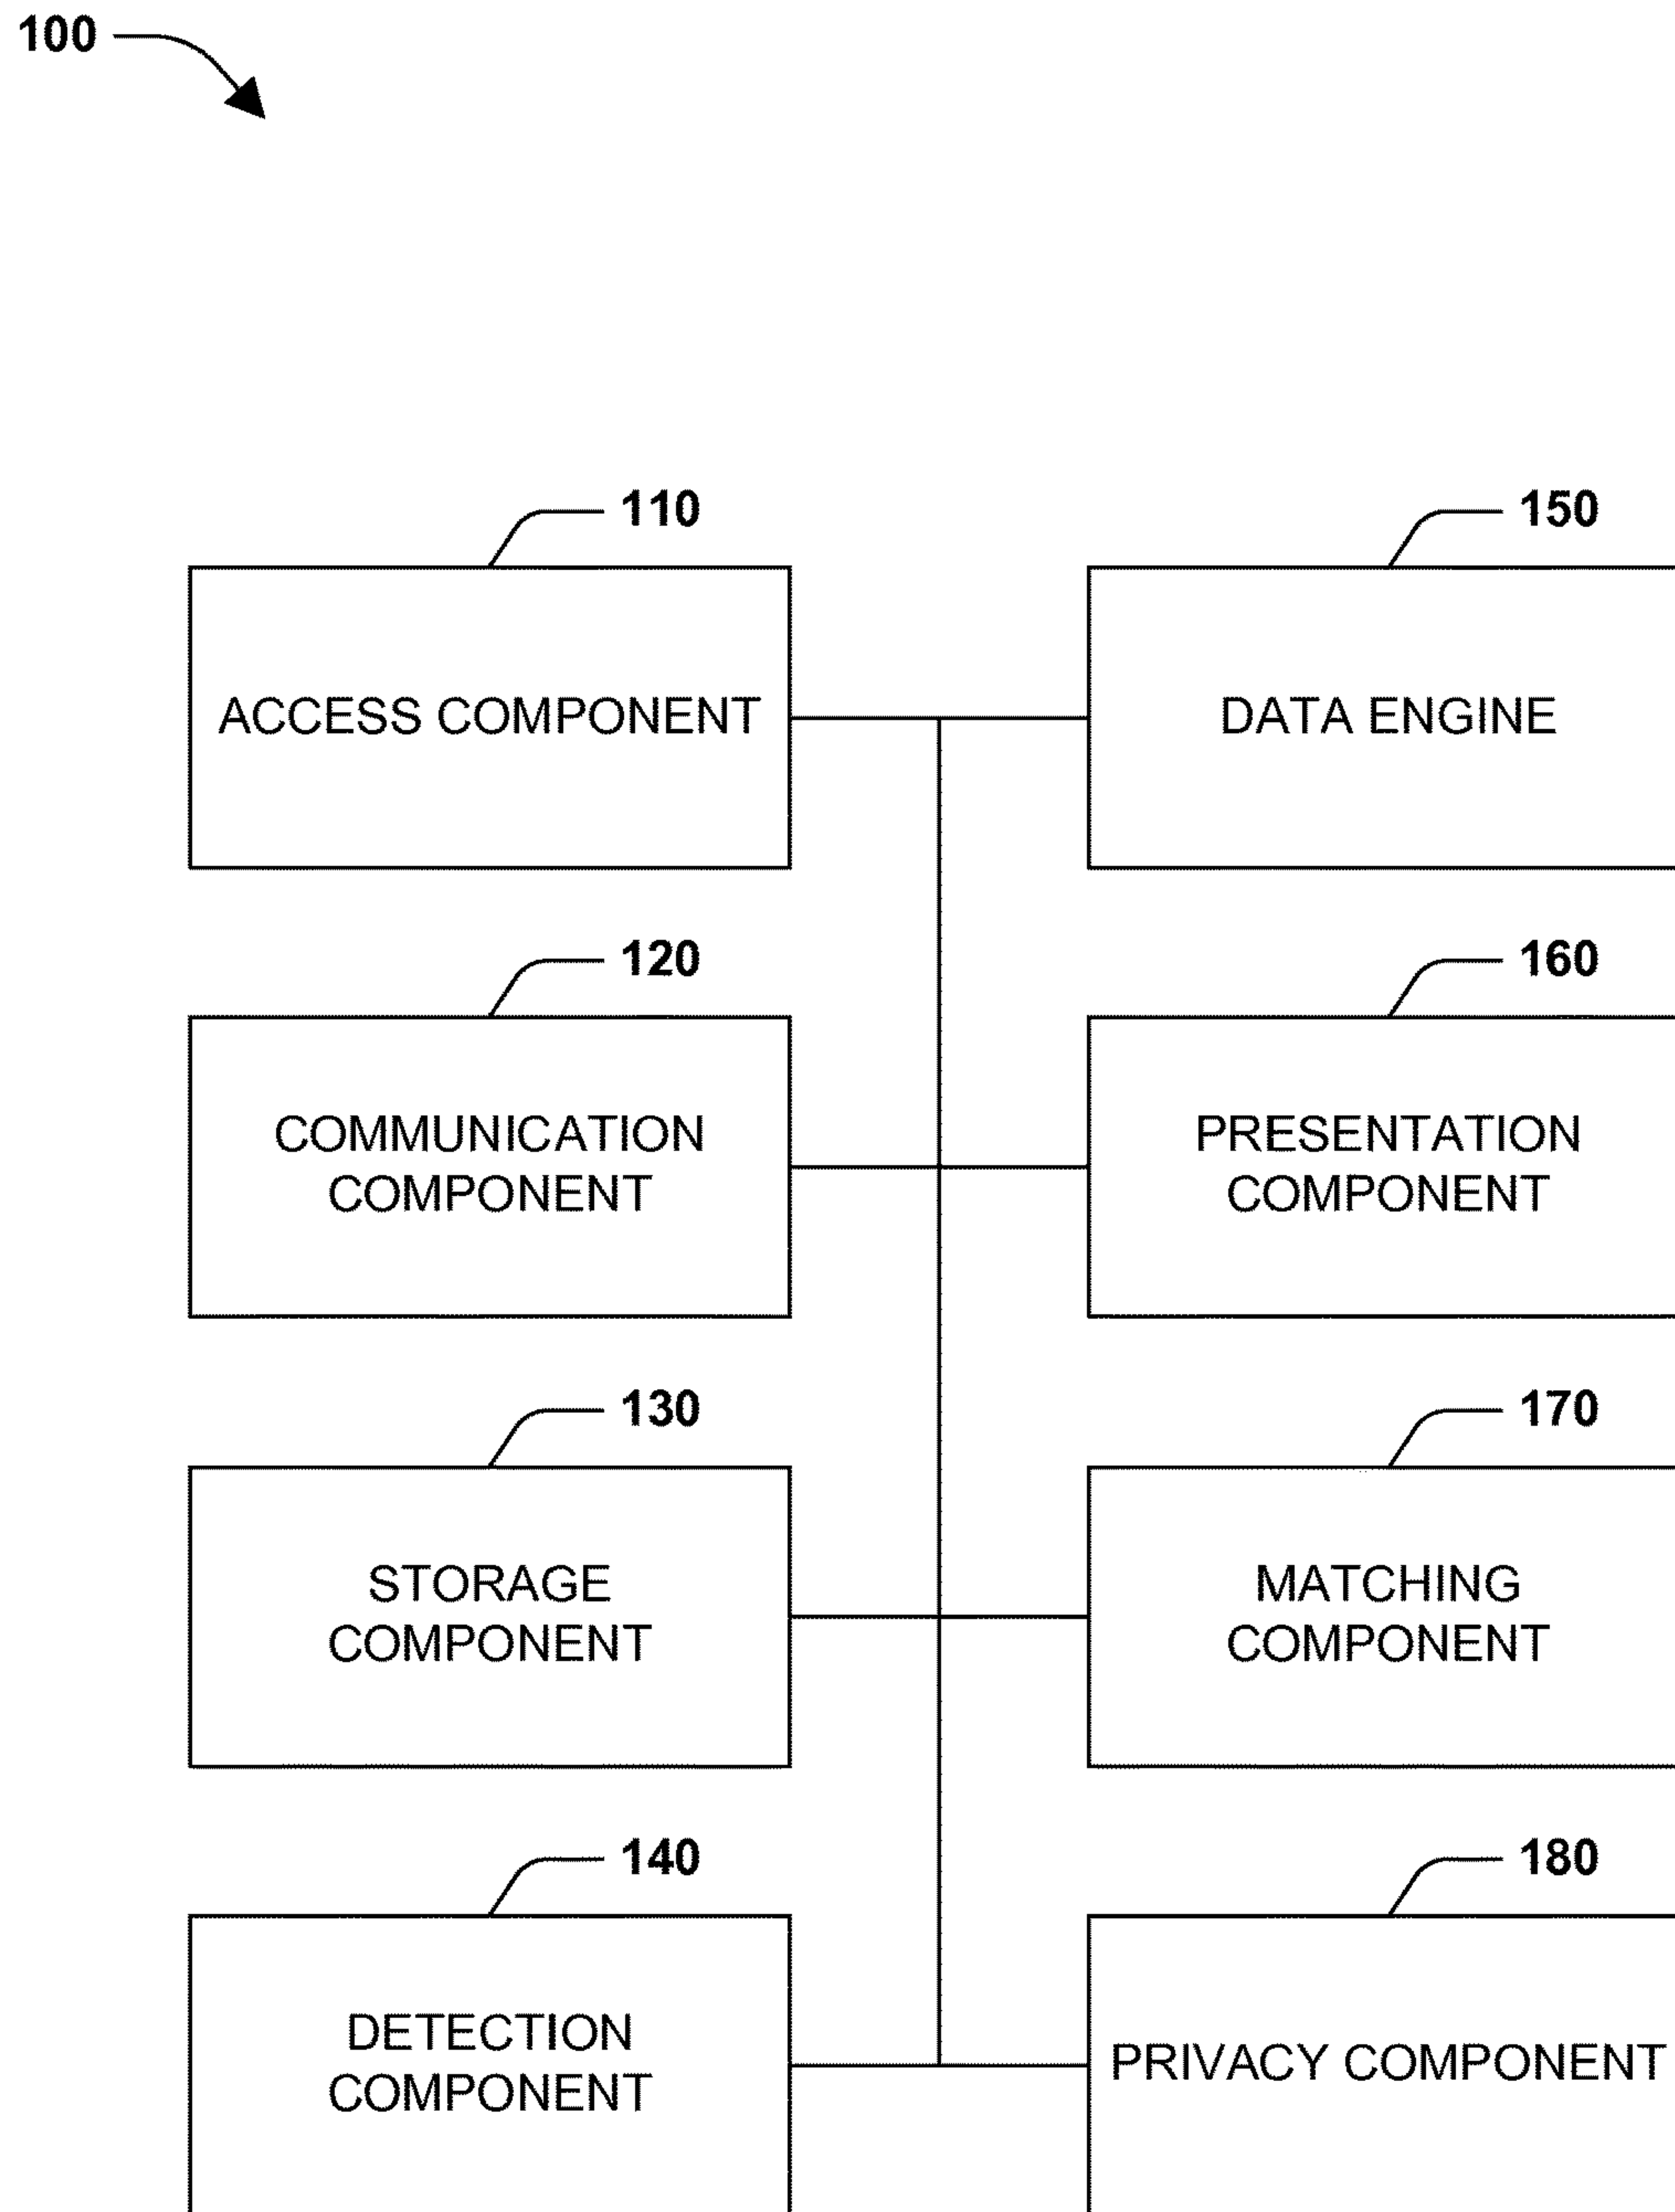 100
110
150
ACCESS COMPONENT
DATA ENGINE
120
160
COMMUNICATION
COMPONENT
PRESENTATION
COMPONENT
130
170
STORAGE
COMPONENT
MATCHING
COMPONENT
140
180
DETECTION
COMPONENT
PRIVACY COMPONENT